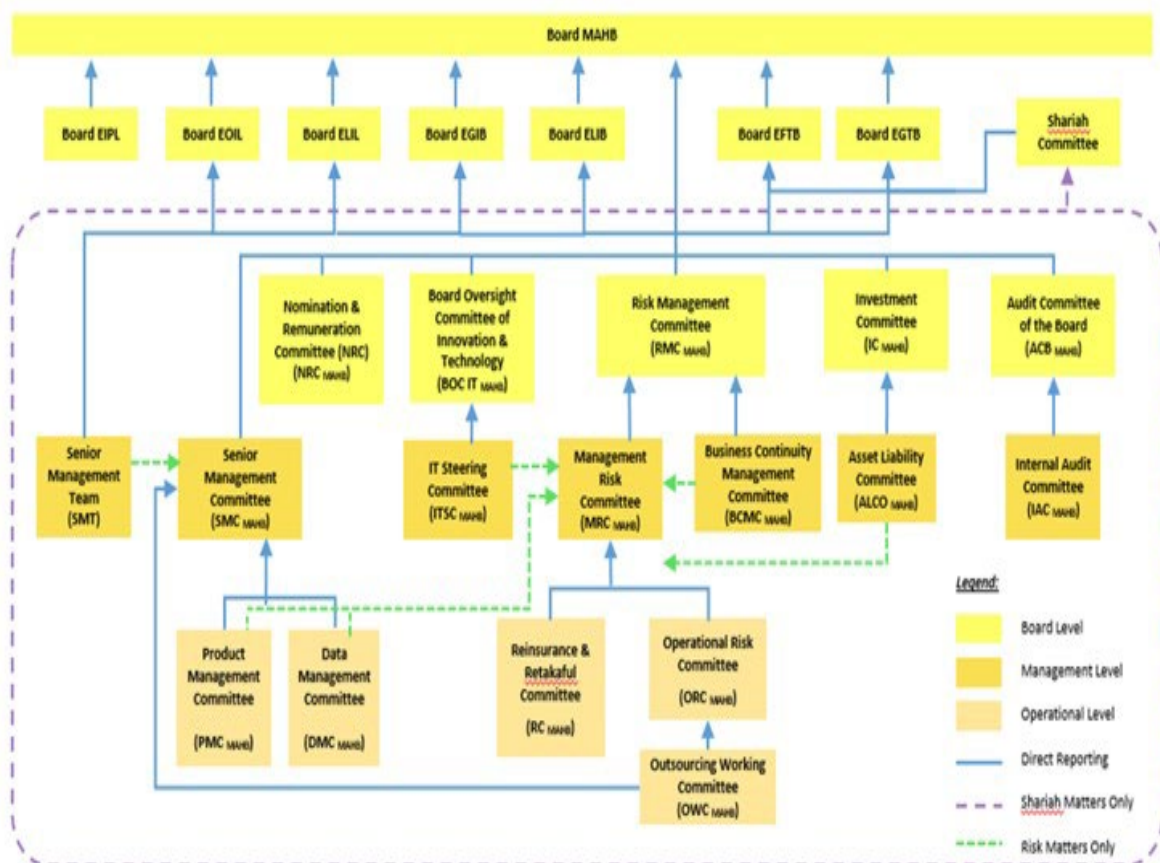 Board MAHB
Board EIPL
Board EOIL
Board ELIL
Board EGIB
Board ELIB
Board EFTB
Board EGTB
Shariah
Committee
Nomination &
Remuneration
Committee (NRC)
(NRC MAHB)
Board Oversight
Committee of
Innovation &
Technology
(BOC IT MAHB)
Risk Management
Committee
(RMC MAHB)
Investment
Committee
(IC MAHB)
Audit Committee
of the Board
(ACB MAHB)
Senior
Management
Team
(SMT)
Senior
Management
Committee
(SMC MAHB)
IT Steering
Committee
(ITSC MAHB)
Management
Risk
Committee
(MRC MAHB)
Business Continuity
Management
Committee
(BCMC MAHB)
Asset Liability
Committee
(ALCO MAHB)
Internal Audit
Committee
(IAC MAHB)
Product
Management
Committee
(PMC MAHB)
Data
Management
Committee
(DMC MAHB)
Reinsurance &
Retakaful
Committee
(RC MAHB)
Operational Risk
Committee
(ORC MAHB)
Outsourcing Working
Committee
(OWC MAHB)
Legend:
Board Level
Management Level
Operational Level
Direct Reporting
Shariah Matters Only
Risk Matters Only